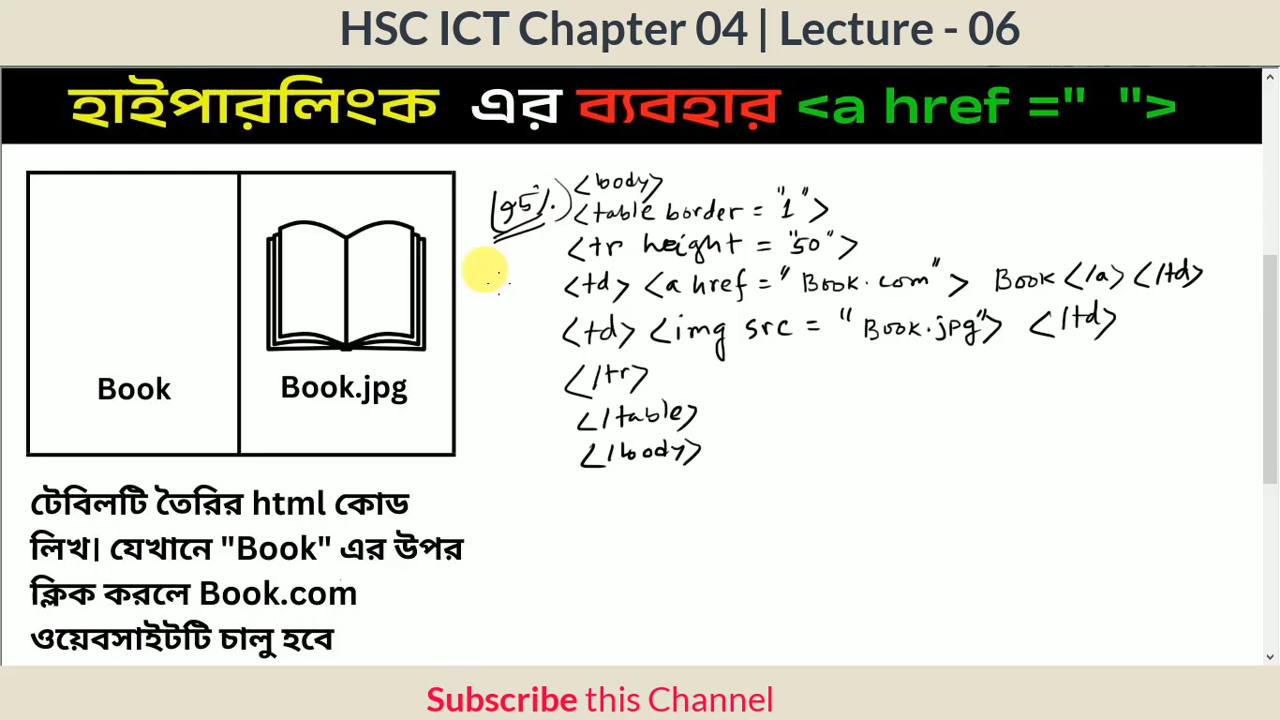 HSC ICT Chapter 04 | Lecture - 06
হাইপারলিংক এর ব্যবহার <a href =" ">
Book
Book.jpg
টেবিলটি তৈরির html কোড
লিখ। যেখানে "Book" এর উপর
ক্লিক করলে Book.com
ওয়েবসাইটটি চালু হবে
<body>
<table border = "1">
<tr height = "50">
<td> <a href = "Book.com"> Book </a> </td>
<td> <img src = "Book.jpg"> </td>
</tr>
</table>
</body>
Subscribe this Channel